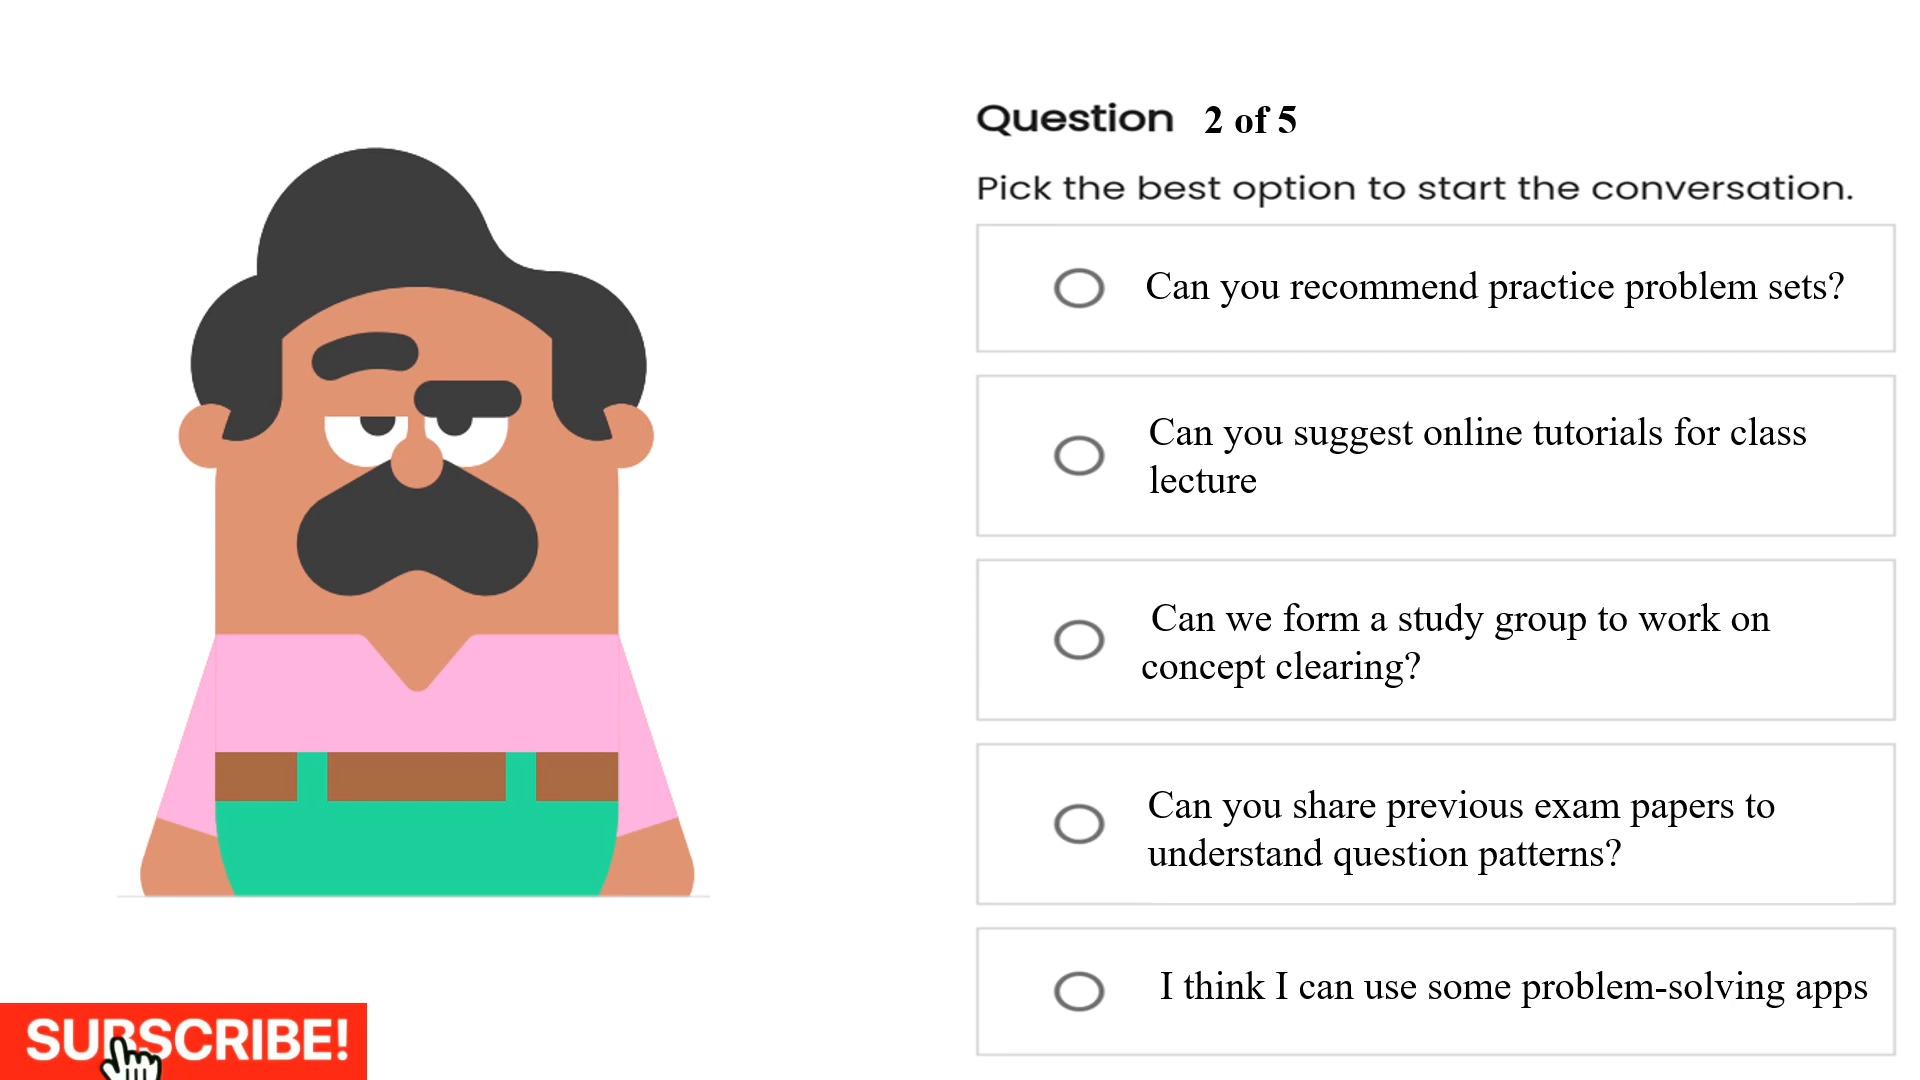 Question 2 of 5
Pick the best option to start the conversation.
Can you recommend practice problem sets?
Can you suggest online tutorials for class
lecture
Can we form a study group to work on
concept clearing?
Can you share previous exam papers to
understand question patterns?
I think I can use some problem-solving apps
SUBSCRIBE!